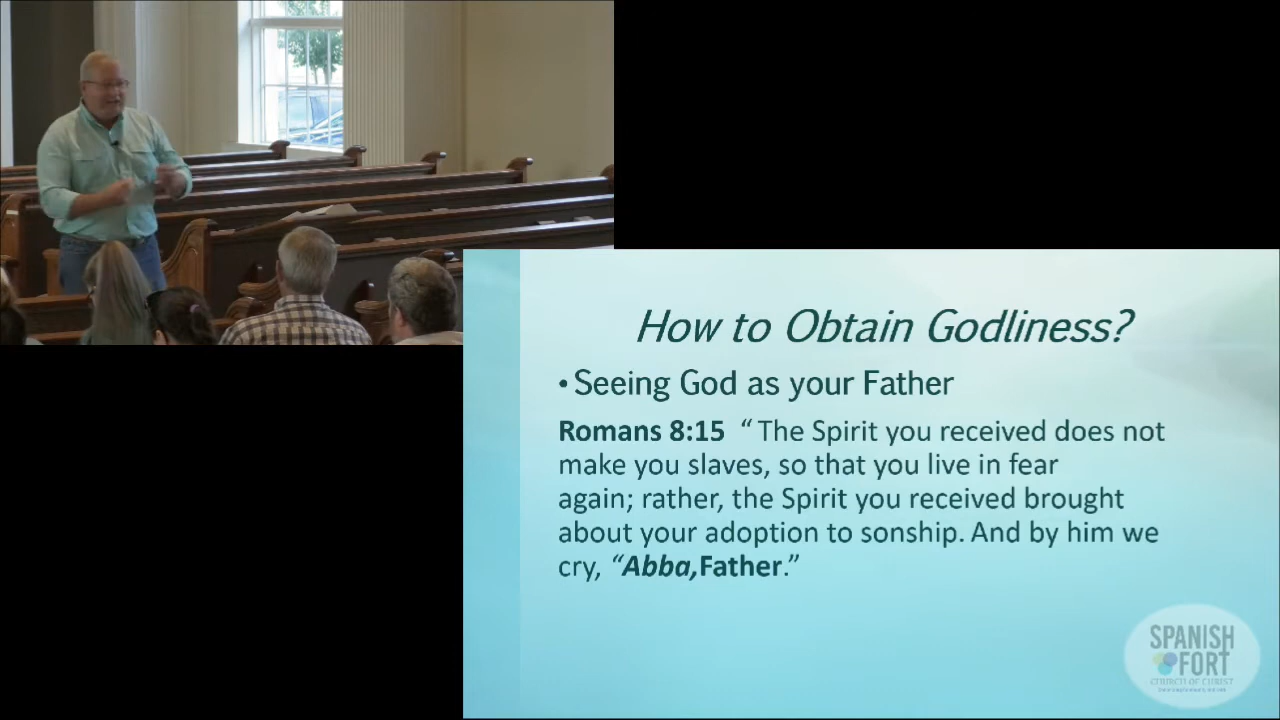 How to Obtain Godliness?
• Seeing God as your Father
Romans 8:15 “ The Spirit you received does not
make you slaves, so that you live in fear
again; rather, the Spirit you received brought
about your adoption to sonship. And by him we
cry, “Abba,Father.”
SPANISH
FORT
CHURCH OF CHRIST